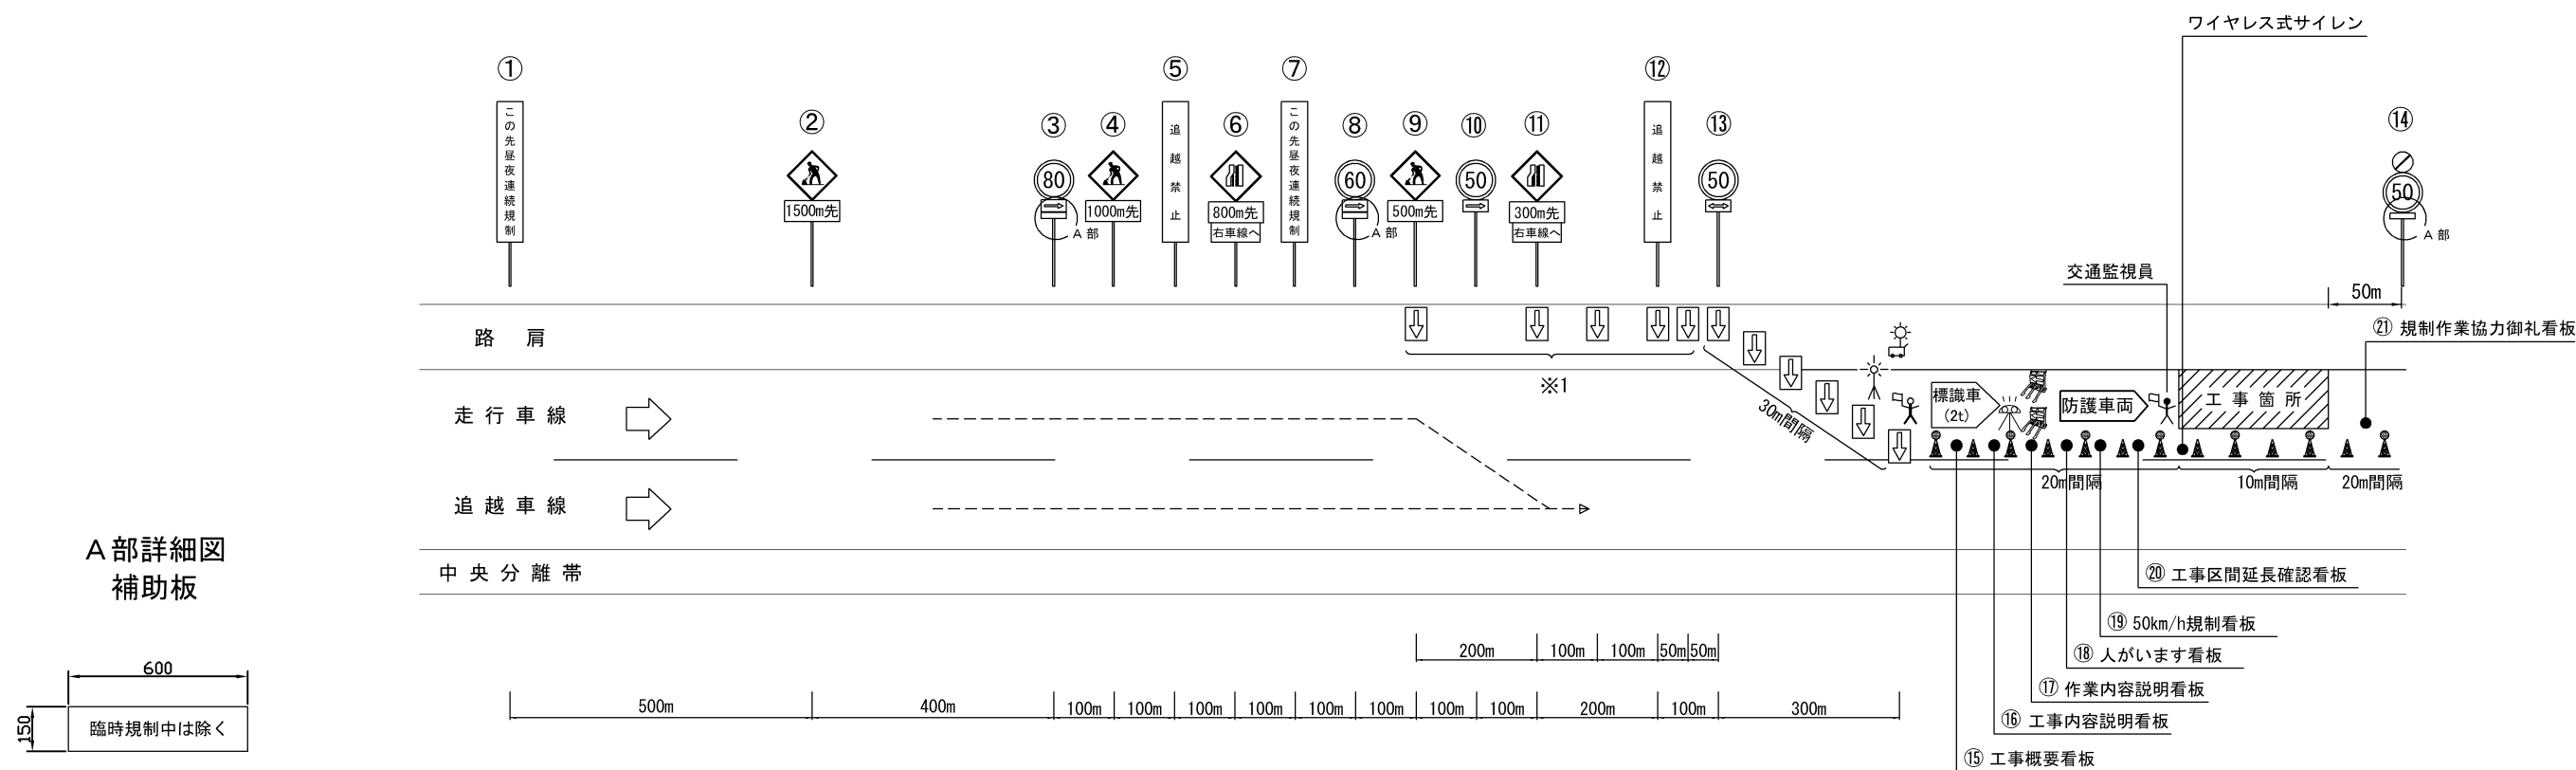 ワイヤレス式サイレン
①
この先昼夜連続規制
②
1500m先
③
80
A 部
④
1000m先
⑤
追越禁止
⑥
800m先
右車線へ
⑦
この先昼夜連続規制
⑧
60
A 部
⑨
500m先
⑩
50
⑪
300m先
右車線へ
⑫
追越禁止
⑬
50
⑭
50
A 部
交通監視員
50m
㉑ 規制作業協力御礼看板
路 肩
※1
走 行 車 線
30m間隔
標識車
(2t)
防護車両
工 事 箇 所
20m間隔
10m間隔
20m間隔
追 越 車 線
中 央 分 離 帯
A 部詳細図
補助板
600
150
臨時規制中は除く
⑳ 工事区間延長確認看板
⑲ 50km/h規制看板
⑱ 人がいます看板
⑰ 作業内容説明看板
⑯ 工事内容説明看板
⑮ 工事概要看板
200m 100m 100m 50m 50m
500m 400m 100m 100m 100m 100m 100m 100m 100m 100m 200m 100m 300m